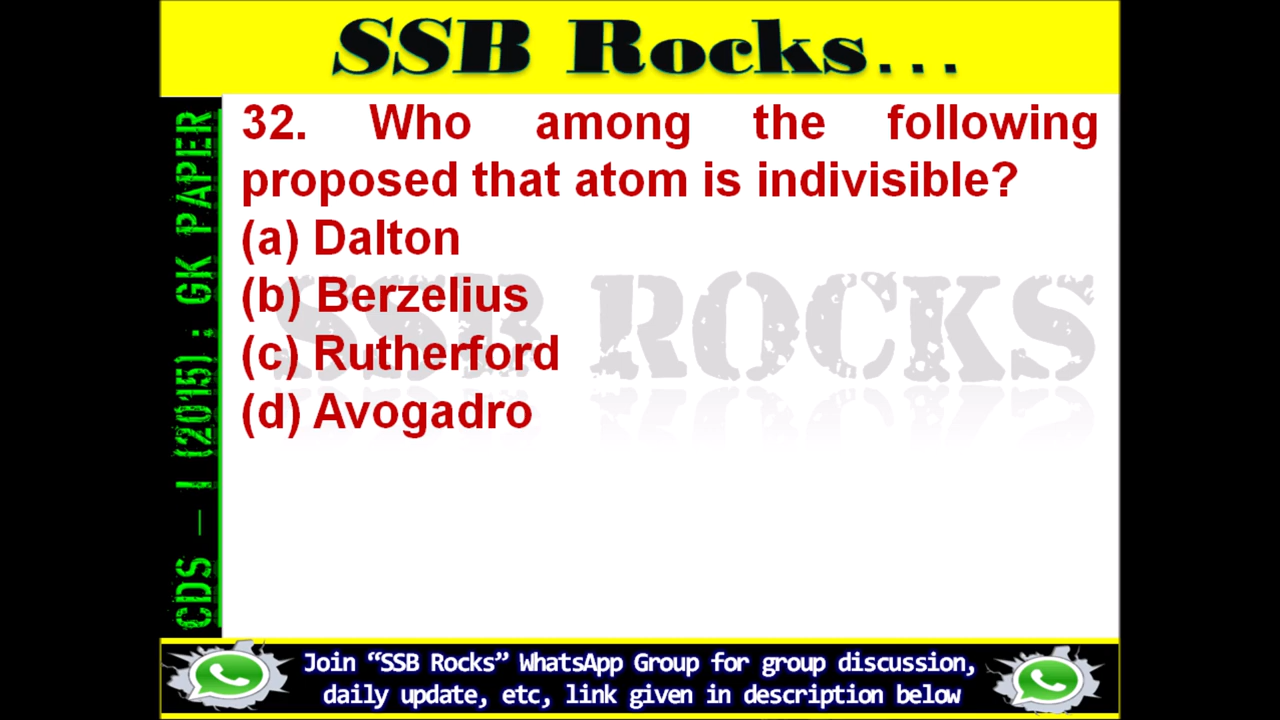 SSB Rocks...
CDS – I (2015) : GK PAPER
32. Who among the following
proposed that atom is indivisible?
(a) Dalton
(b) Berzelius
(c) Rutherford
(d) Avogadro
SSB ROCKS
Join “SSB Rocks” WhatsApp Group for group discussion,
daily update, etc, link given in description below